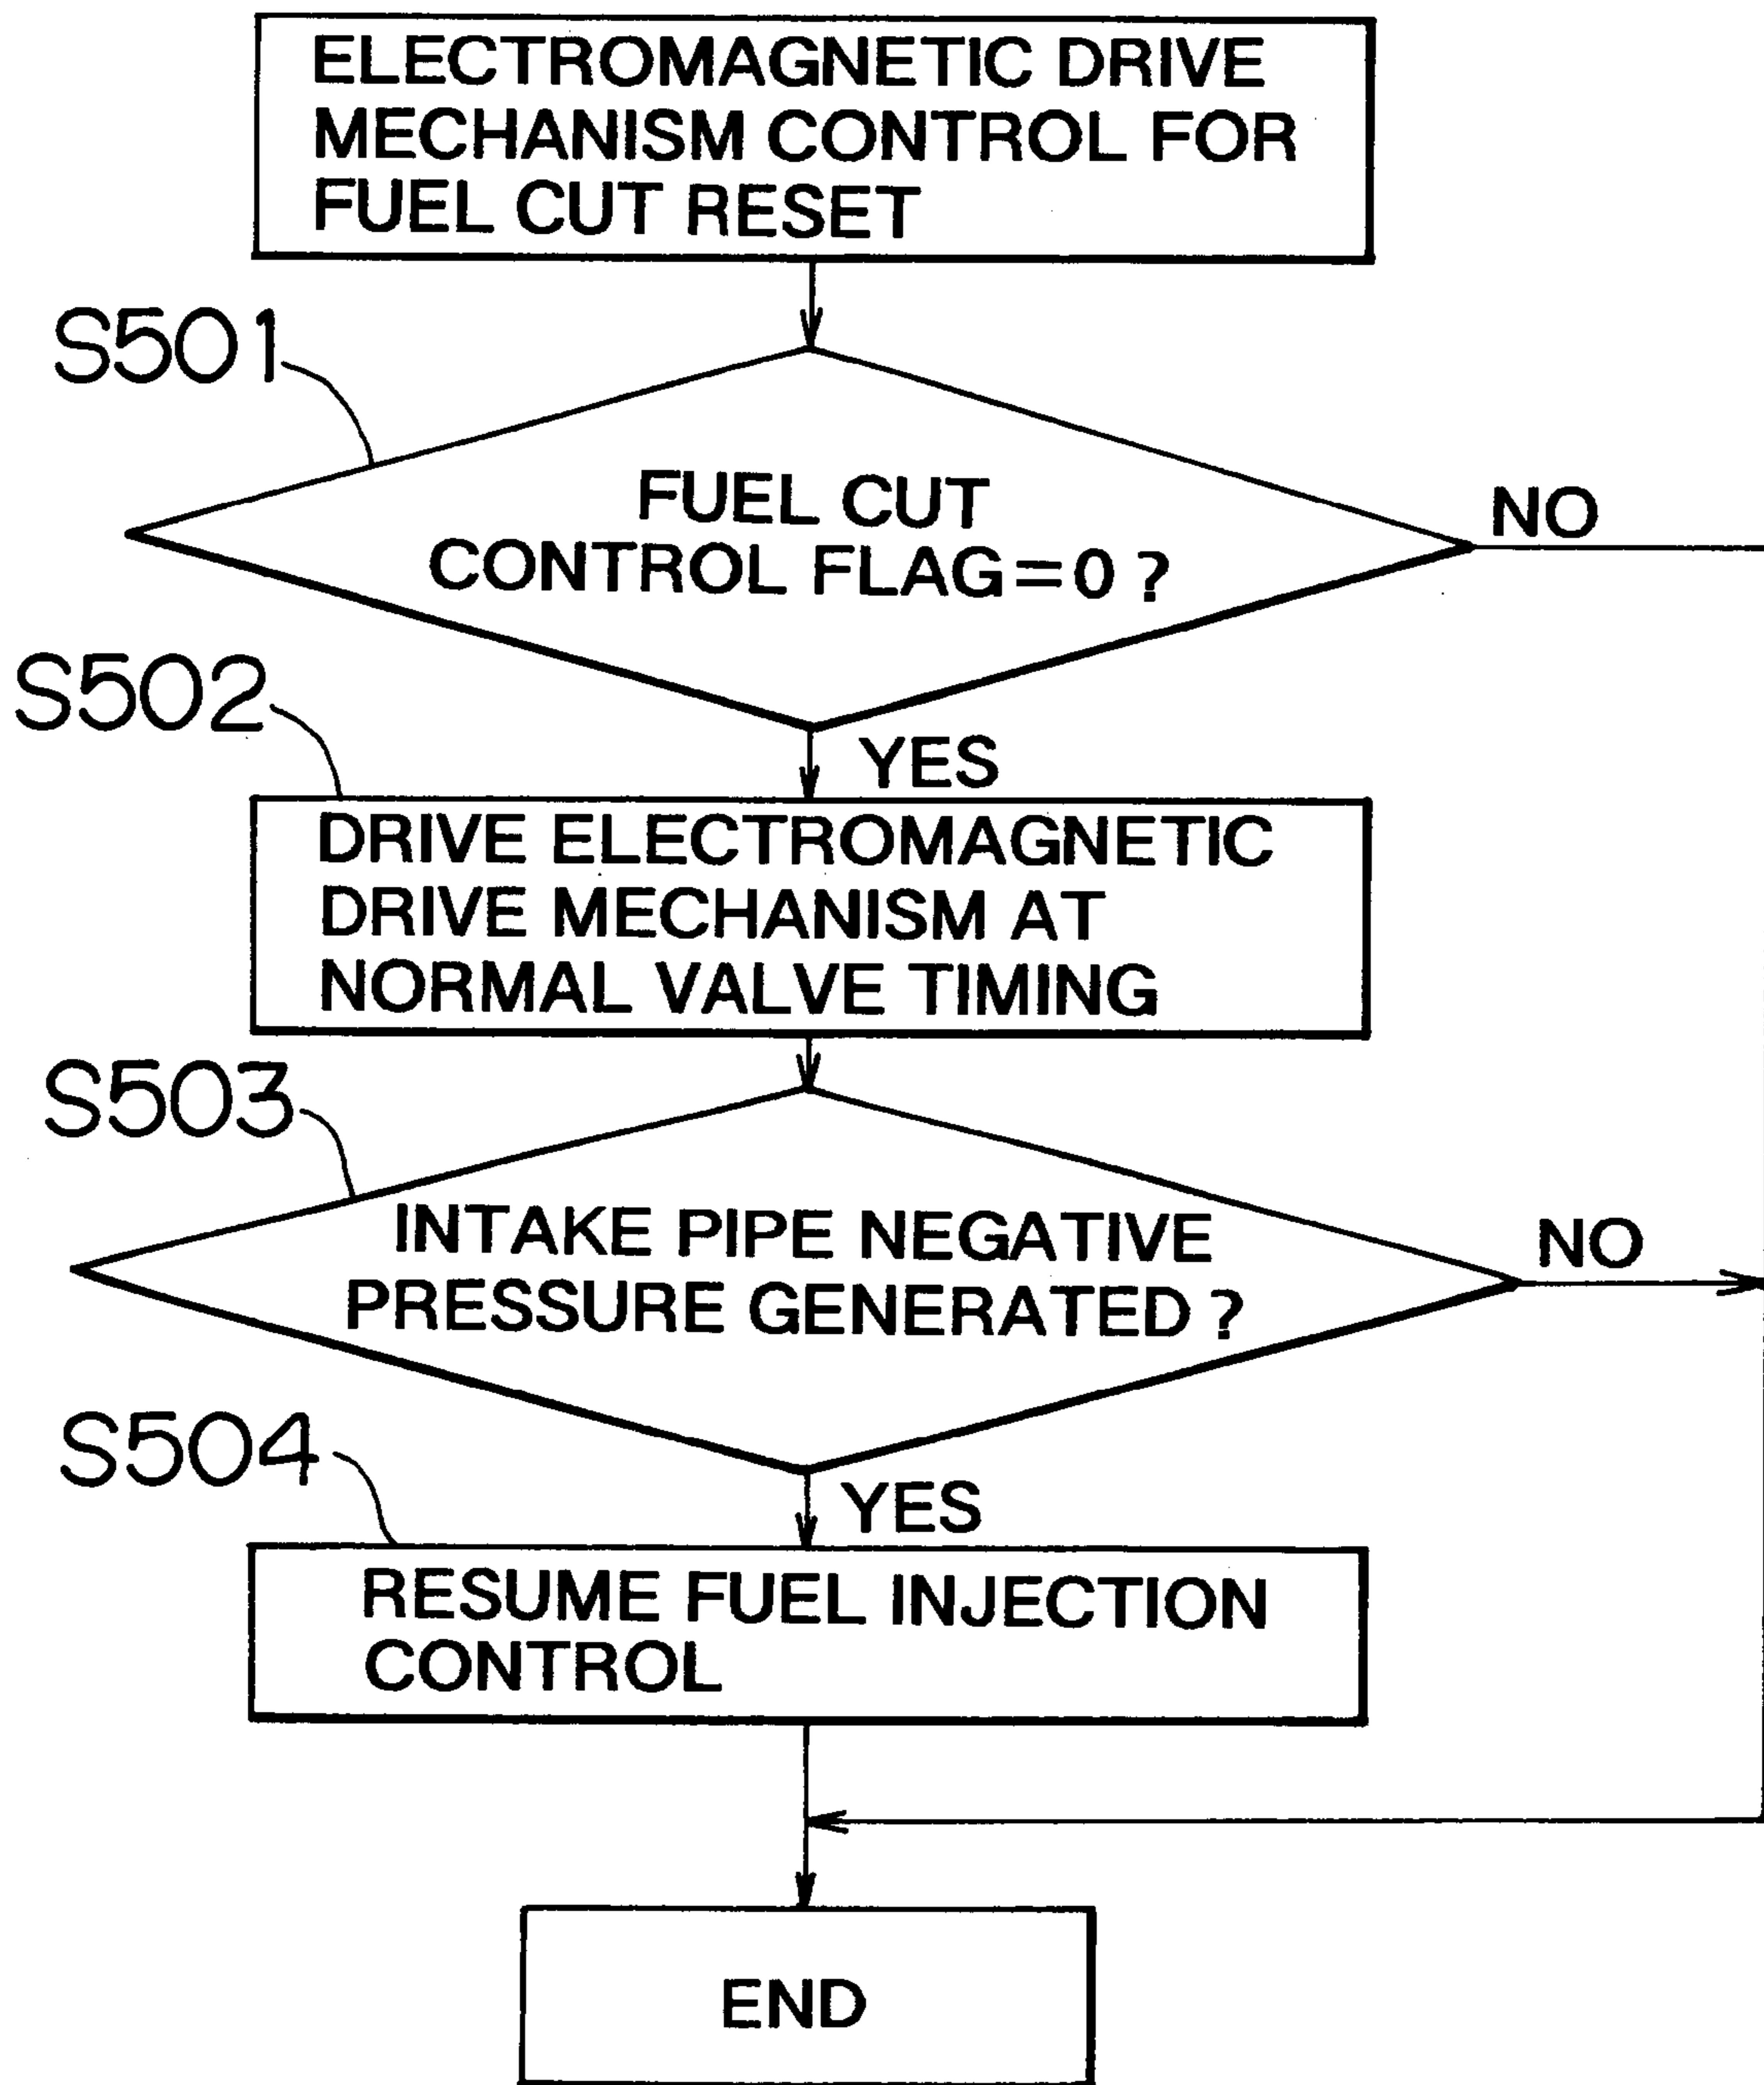 ELECTROMAGNETIC DRIVE
MECHANISM CONTROL FOR
FUEL CUT RESET
S501
FUEL CUT
CONTROL FLAG=0 ?
NO
S502
YES
DRIVE ELECTROMAGNETIC
DRIVE MECHANISM AT
NORMAL VALVE TIMING
S503
INTAKE PIPE NEGATIVE
PRESSURE GENERATED ?
NO
S504
YES
RESUME FUEL INJECTION
CONTROL
END